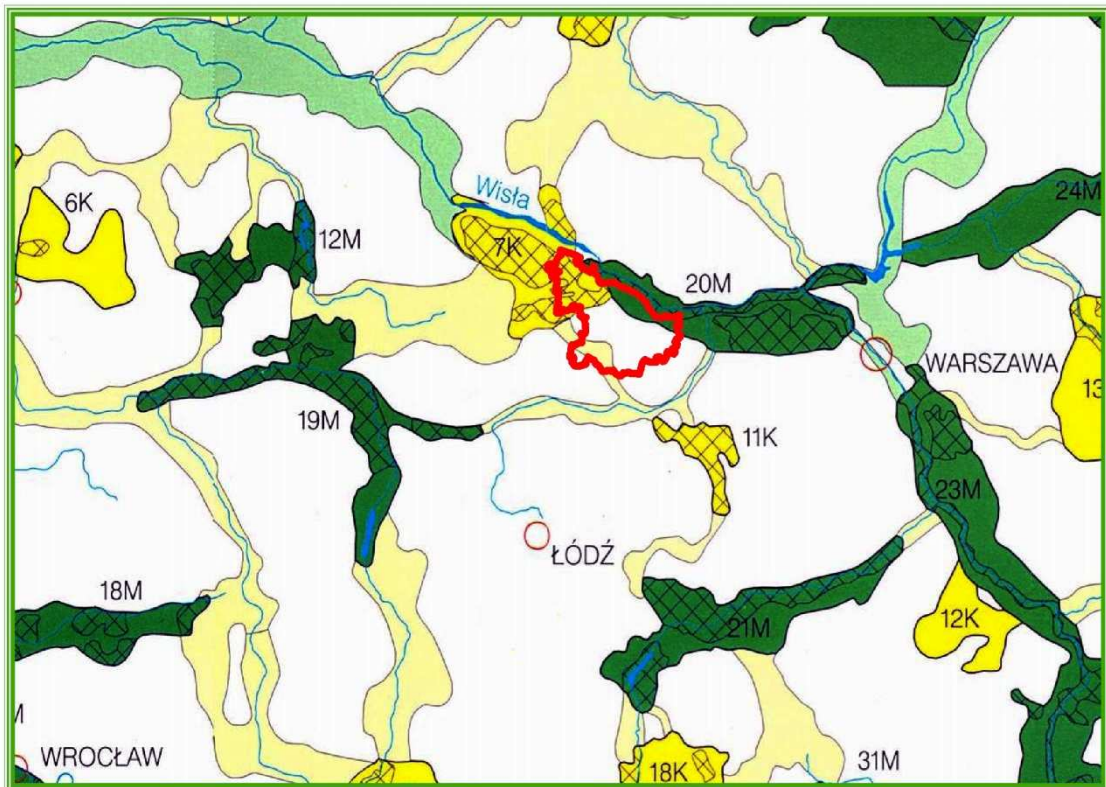 24M
6K
Wisła
12M
7K
20M
WARSZAWA
13
19M
11K
23M
ŁÓDŹ
18M
21M
12K
M
WROCŁAW
18K
31M